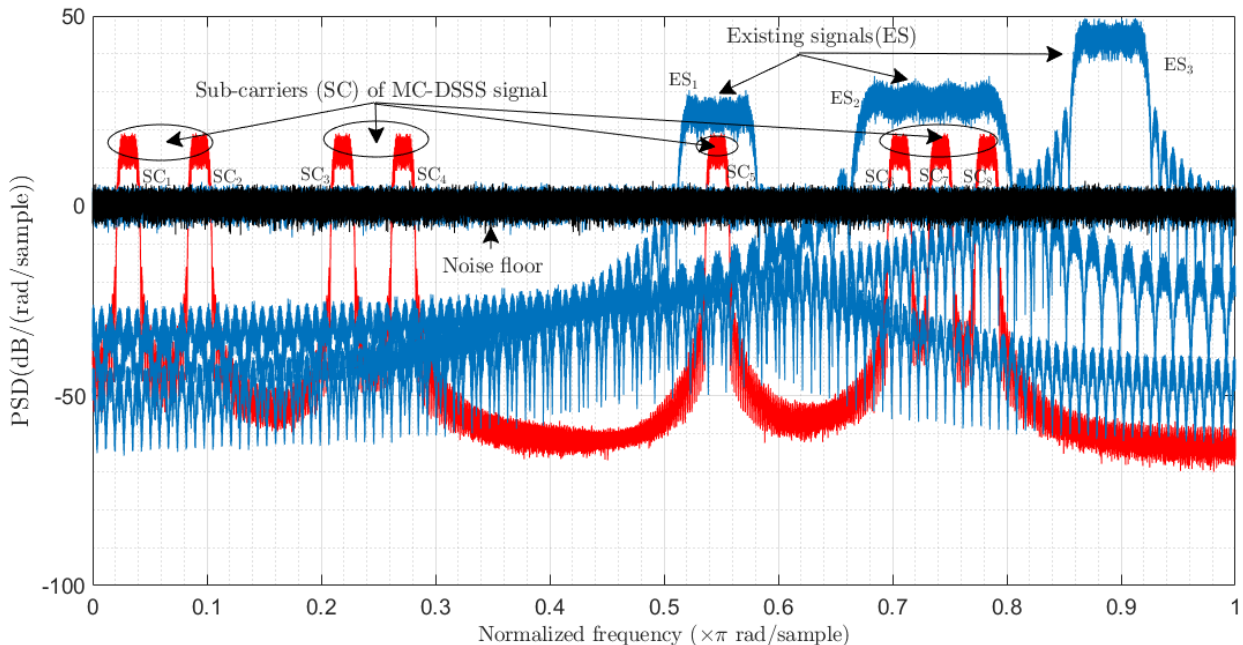 50
0
-50
-100
PSD(dB/(rad/sample))
Existing signals(ES)
ES1
ES2
ES3
Sub-carriers (SC) of MC-DSSS signal
SC1
SC2
SC3
SC4
SC5
SC
SC7
SC8
Noise floor
0
0.1
0.2
0.3
0.4
0.5
0.6
0.7
0.8
0.9
1
Normalized frequency (×π rad/sample)